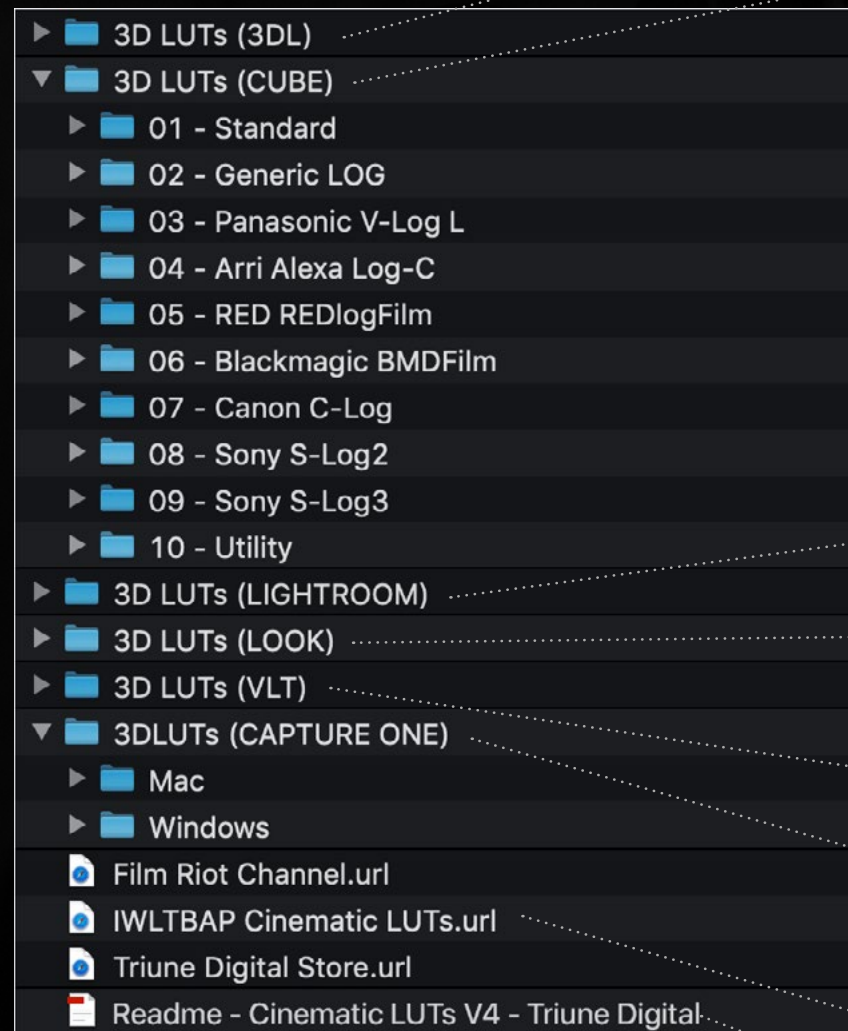 3D LUTs (3DL)
3D LUTs (CUBE)
01 - Standard
02 - Generic LOG
03 - Panasonic V-Log L
04 - Arri Alexa Log-C
05 - RED REDlogFilm
06 - Blackmagic BMDFilm
07 - Canon C-Log
08 - Sony S-Log2
09 - Sony S-Log3
10 - Utility
3D LUTs (LIGHTROOM)
3D LUTs (LOOK)
3D LUTs (VLT)
3DLUTs (CAPTURE ONE)
Mac
Windows
Film Riot Channel.url
IWLTBAP Cinematic LUTs.url
Triune Digital Store.url
Readme - Cinematic LUTs V4 - Triune Digital